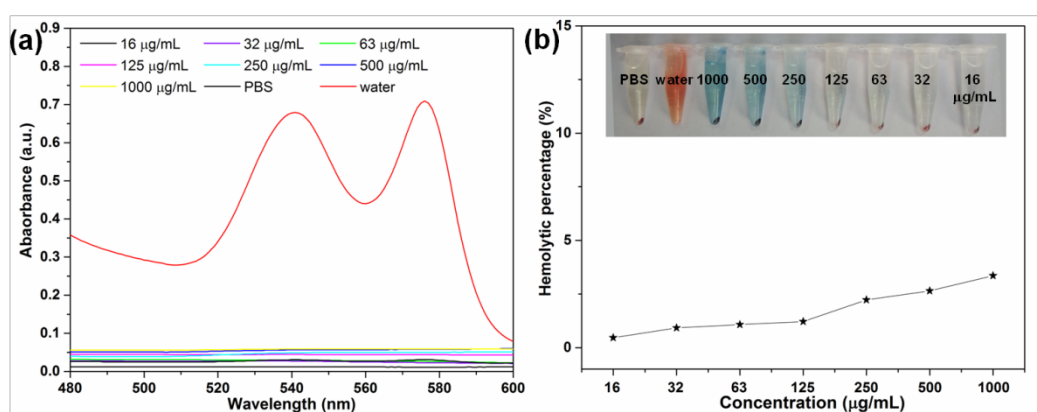 (a)
16 μg/mL 32 μg/mL 63 μg/mL
125 μg/mL 250 μg/mL 500 μg/mL
1000 μg/mL PBS water
Abaorbance (a.u.)
0.9
0.8
0.7
0.6
0.5
0.4
0.3
0.2
0.1
0.0
480 500 520 540 560 580 600
Wavelength (nm)
(b)
PBS water 1000 500 250 125 63 32 16
μg/mL
Hemolytic percentage (%)
15
10
5
0
16 32 63 125 250 500 1000
Concentration (μg/mL)